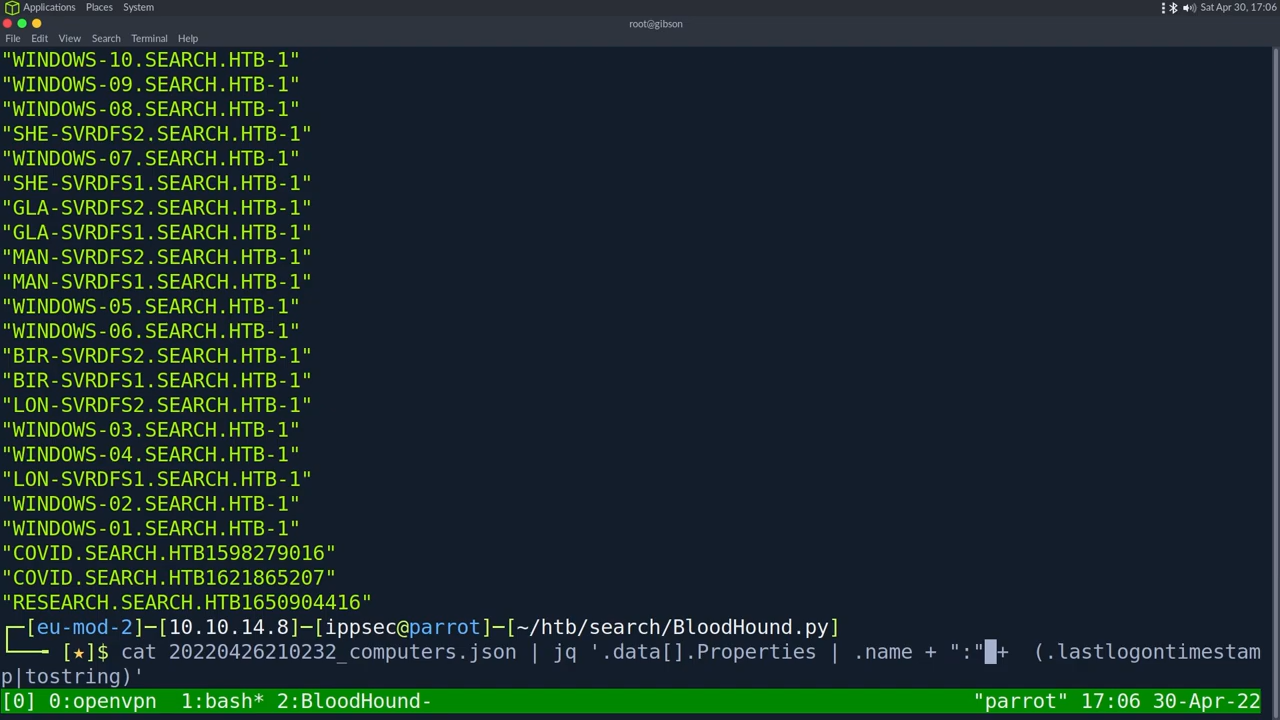 Applications Places System Sat Apr 30, 17:06
root@gibson
File Edit View Search Terminal Help
"WINDOWS-10.SEARCH.HTB-1"
"WINDOWS-09.SEARCH.HTB-1"
"WINDOWS-08.SEARCH.HTB-1"
"SHE-SVRDFS2.SEARCH.HTB-1"
"WINDOWS-07.SEARCH.HTB-1"
"SHE-SVRDFS1.SEARCH.HTB-1"
"GLA-SVRDFS2.SEARCH.HTB-1"
"GLA-SVRDFS1.SEARCH.HTB-1"
"MAN-SVRDFS2.SEARCH.HTB-1"
"MAN-SVRDFS1.SEARCH.HTB-1"
"WINDOWS-05.SEARCH.HTB-1"
"WINDOWS-06.SEARCH.HTB-1"
"BIR-SVRDFS2.SEARCH.HTB-1"
"BIR-SVRDFS1.SEARCH.HTB-1"
"LON-SVRDFS2.SEARCH.HTB-1"
"WINDOWS-03.SEARCH.HTB-1"
"WINDOWS-04.SEARCH.HTB-1"
"LON-SVRDFS1.SEARCH.HTB-1"
"WINDOWS-02.SEARCH.HTB-1"
"WINDOWS-01.SEARCH.HTB-1"
"COVID.SEARCH.HTB1598279016"
"COVID.SEARCH.HTB1621865207"
"RESEARCH.SEARCH.HTB1650904416"
┌─[eu-mod-2]─[10.10.14.8]─[ippsec@parrot]─[~/htb/search/BloodHound.py]
└──╼ [★]$ cat 20220426210232_computers.json | jq '.data[].Properties | .name + ":" +  (.lastlogontimestam
p|tostring)'
[0] 0:openvpn  1:bash* 2:BloodHound- "parrot" 17:06 30-Apr-22